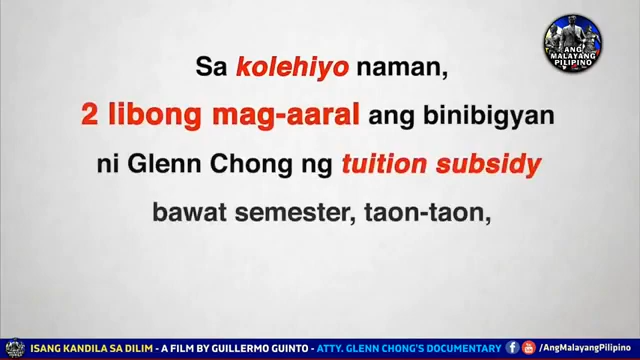 ANG
MALAYANG
PILIPINO
Sa kolehiyo naman,
2 libong mag-aaral ang binibigyan
ni Glenn Chong ng tuition subsidy
bawat semester, taon-taon,
ISANG KANDILA SA DILIM - A FILM BY GUILLERMO GUINTO - ATTY. GLENN CHONG'S DOCUMENTARY /AngMalayangPilipino